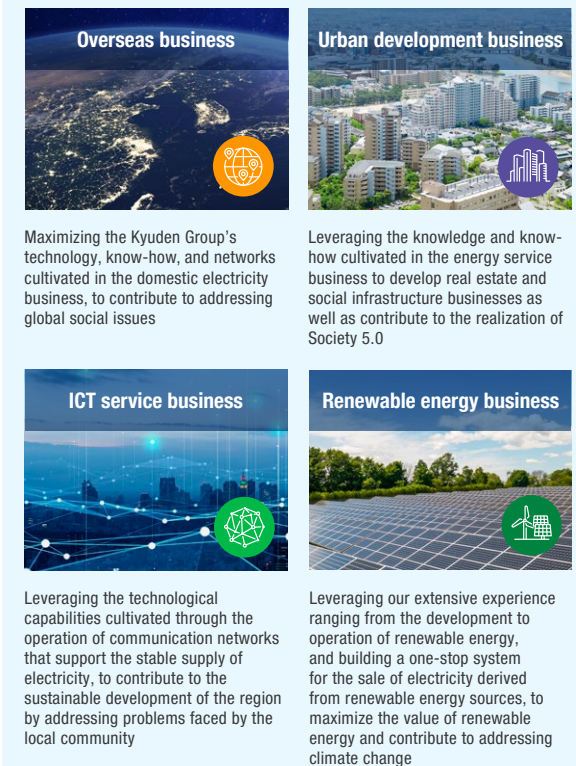 Overseas business
Maximizing the Kyuden Group's
technology, know-how, and networks
cultivated in the domestic electricity
business, to contribute to addressing
global social issues
Urban development business
Leveraging the knowledge and know-
how cultivated in the energy service
business to develop real estate and
social infrastructure businesses as
well as contribute to the realization of
Society 5.0
ICT service business
Leveraging the technological
capabilities cultivated through the
operation of communication networks
that support the stable supply of
electricity, to contribute to the
sustainable development of the region
by addressing problems faced by the
local community
Renewable energy business
Leveraging our extensive experience
ranging from the development to
operation of renewable energy,
and building a one-stop system
for the sale of electricity derived
from renewable energy sources, to
maximize the value of renewable
energy and contribute to addressing
climate change